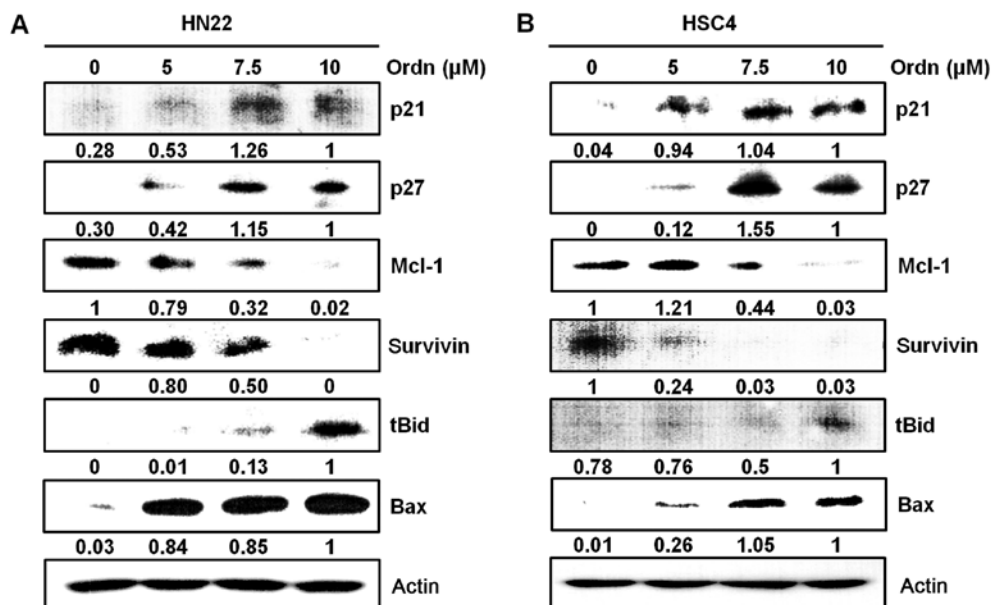 A
HN22
0 5 7.5 10 Ordn (µM)
p21
0.28 0.53 1.26 1
p27
0.30 0.42 1.15 1
Mcl-1
1 0.79 0.32 0.02
Survivin
0 0.80 0.50 0
tBid
0 0.01 0.13 1
Bax
0.03 0.84 0.85 1
Actin
B
HSC4
0 5 7.5 10 Ordn (µM)
p21
0.04 0.94 1.04 1
p27
0 0.12 1.55 1
Mcl-1
1 1.21 0.44 0.03
Survivin
1 0.24 0.03 0.03
tBid
0.78 0.76 0.5 1
Bax
0.01 0.26 1.05 1
Actin